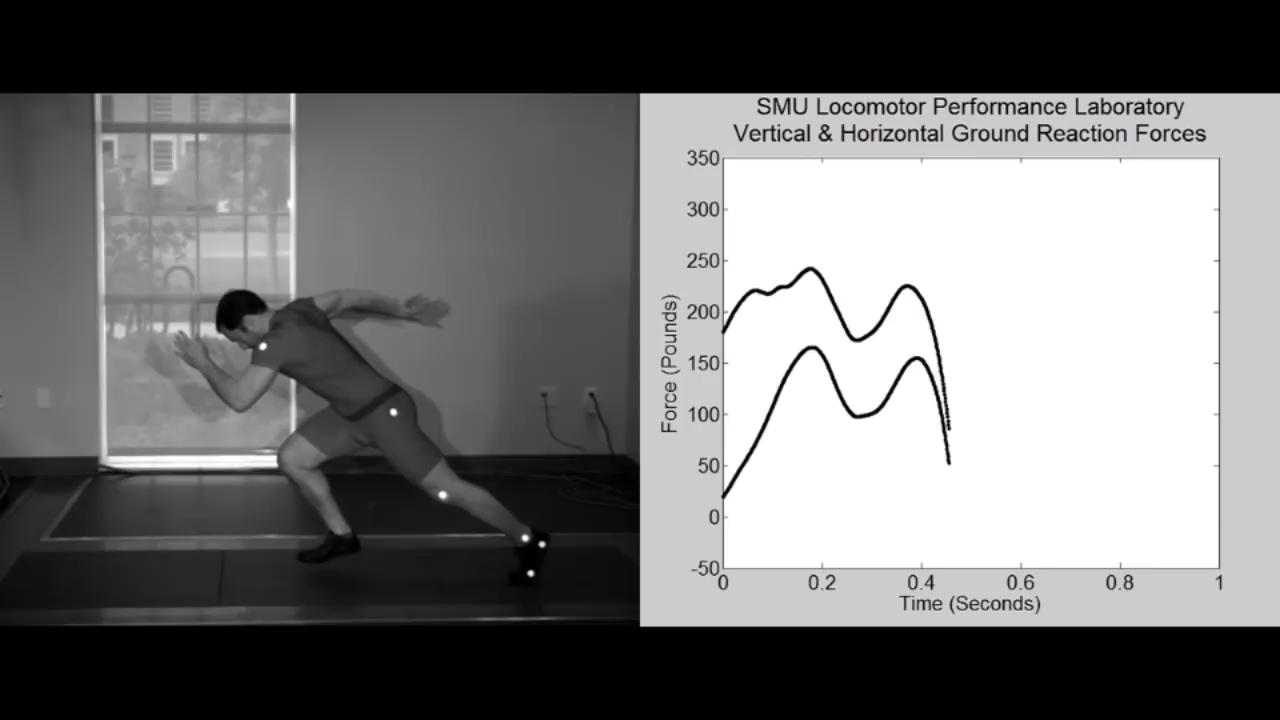 SMU Locomotor Performance Laboratory
Vertical & Horizontal Ground Reaction Forces
350
300
250
200
150
100
50
0
-50
Force (Pounds)
0 0.2 0.4 0.6 0.8 1
Time (Seconds)